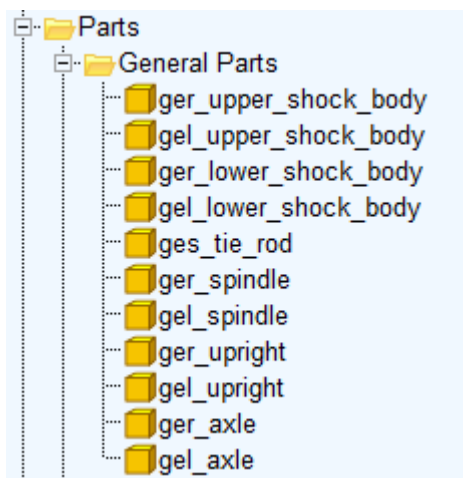 Parts
General Parts
ger_upper_shock_body
gel_upper_shock_body
ger_lower_shock_body
gel_lower_shock_body
ges_tie_rod
ger_spindle
gel_spindle
ger_upright
gel_upright
ger_axle
gel_axle